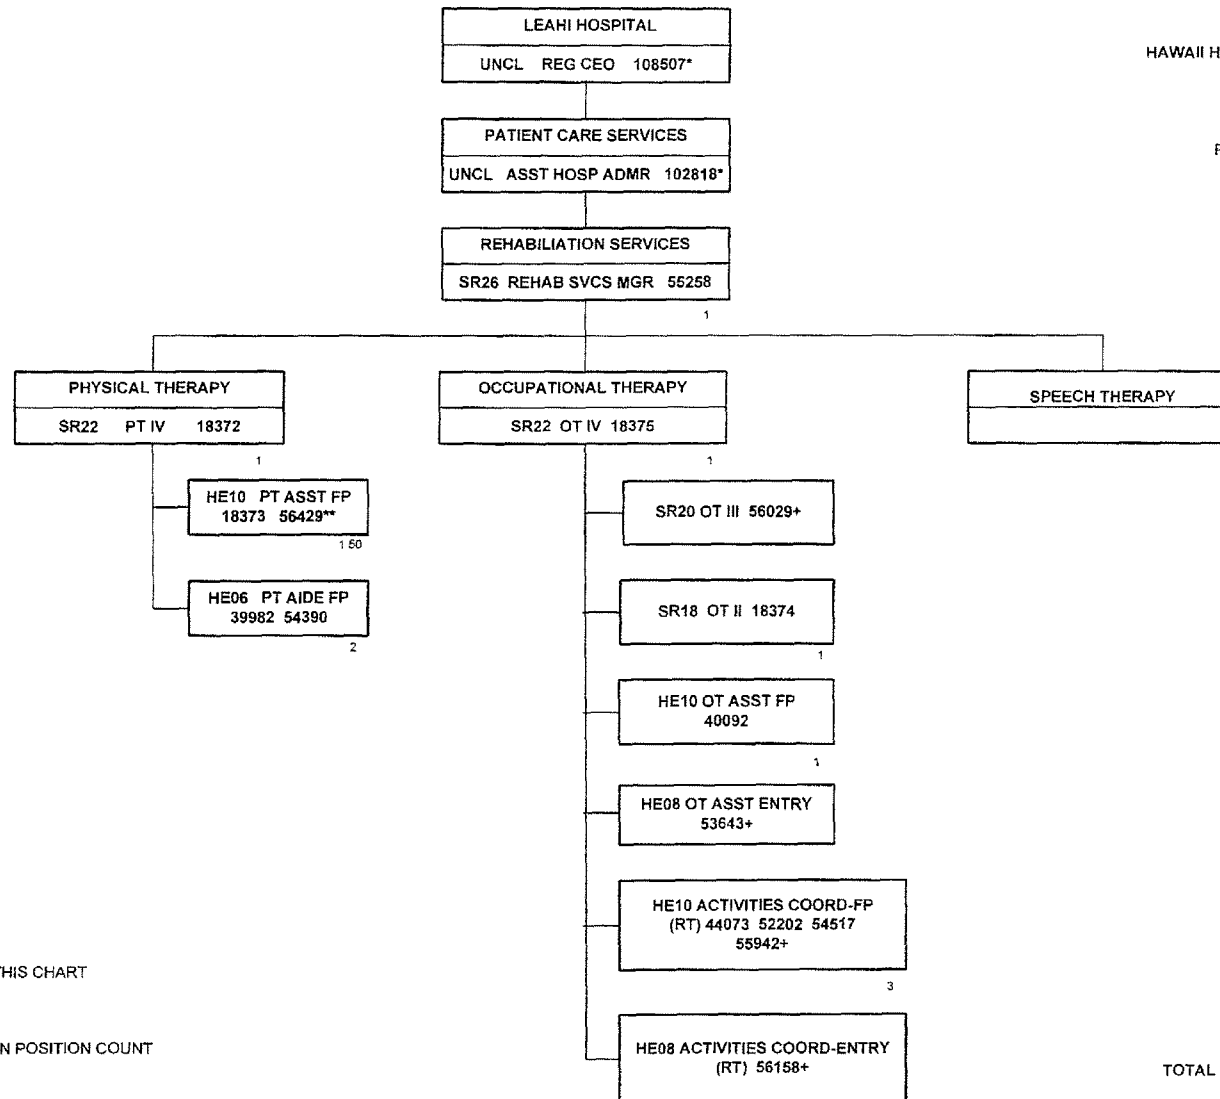 LEAHI HOSPITAL
UNCL REG CEO 108507*
HAWAII H
PATIENT CARE SERVICES
UNCL ASST HOSP ADMR 102818*
REHABILIATION SERVICES
SR26 REHAB SVCS MGR 55258
1
PHYSICAL THERAPY
SR22 PT IV 18372
1
OCCUPATIONAL THERAPY
SR22 OT IV 18375
1
SPEECH THERAPY
HE10 PT ASST FP
18373 56429**
1.50
HE06 PT AIDE FP
39982 54390
2
SR20 OT III 56029+
SR18 OT II 18374
1
HE10 OT ASST FP
40092
1
HE08 OT ASST ENTRY
53643+
HE10 ACTIVITIES COORD-FP
(RT) 44073 52202 54517
55942+
3
HE08 ACTIVITIES COORD-ENTRY
(RT) 56158+
THIS CHART
N POSITION COUNT
TOTAL